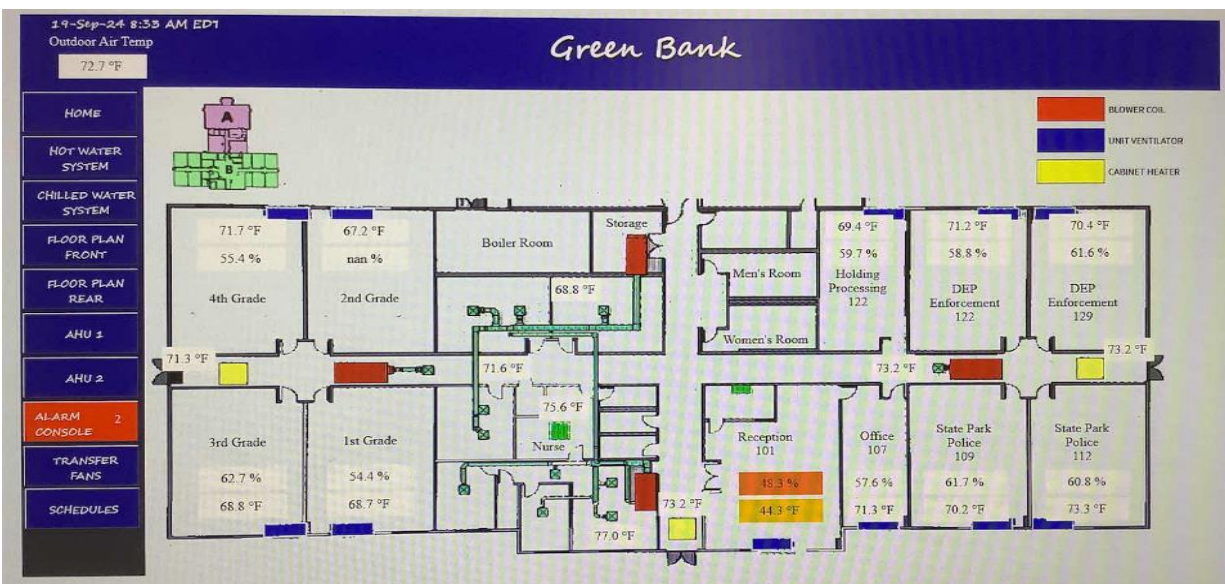 19-Sep-24 8:33 AM EDT
Outdoor Air Temp
72.7 °F
Green Bank
HOME
HOT WATER
SYSTEM
CHILLED WATER
SYSTEM
FLOOR PLAN
FRONT
FLOOR PLAN
REAR
AHU 1
AHU 2
ALARM
CONSOLE
2
TRANSFER
FANS
SCHEDULES
A
B
BLOWER COIL
UNIT VENTILATOR
CABINET HEATER
71.7 °F
55.4 %
4th Grade
67.2 °F
nan %
2nd Grade
Boiler Room
Storage
68.8 °F
Men's Room
Women's Room
69.4 °F
59.7 %
Holding
Processing
122
71.2 °F
58.8 %
DEP
Enforcement
122
70.4 °F
61.6 %
DEP
Enforcement
129
71.3 °F
71.6 °F
73.2 °F
73.2 °F
3rd Grade
62.7 %
68.8 °F
1st Grade
54.4 %
68.7 °F
75.6 °F
Nurse
77.0 °F
73.2 °F
Reception
101
48.3 %
44.3 °F
Office
107
57.6 %
71.3 °F
State Park
Police
109
61.7 %
70.2 °F
State Park
Police
112
60.8 %
73.3 °F